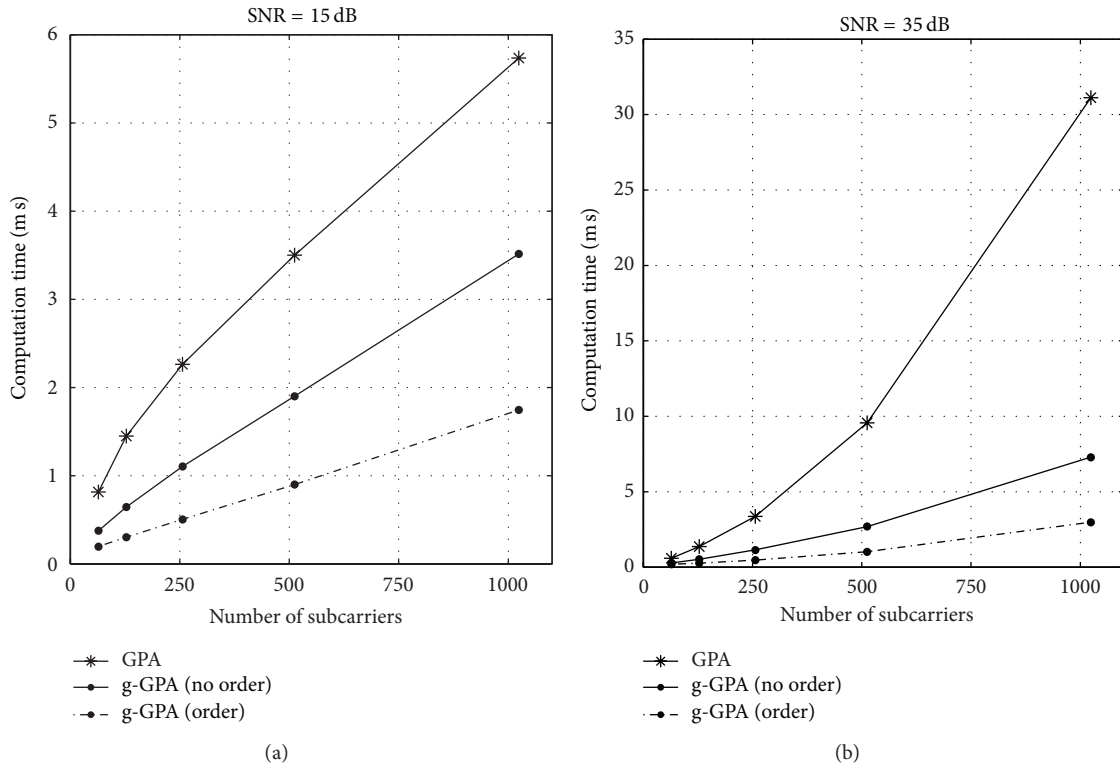 SNR = 15 dB
6
5
4
3
2
1
0
Computation time (m s)
0 250 500 750 1000
Number of subcarriers
GPA
g-GPA (no order)
g-GPA (order)
(a)
SNR = 35 dB
35
30
25
20
15
10
5
0
Computation time (m s)
0 250 500 750 1000
Number of subcarriers
GPA
g-GPA (no order)
g-GPA (order)
(b)